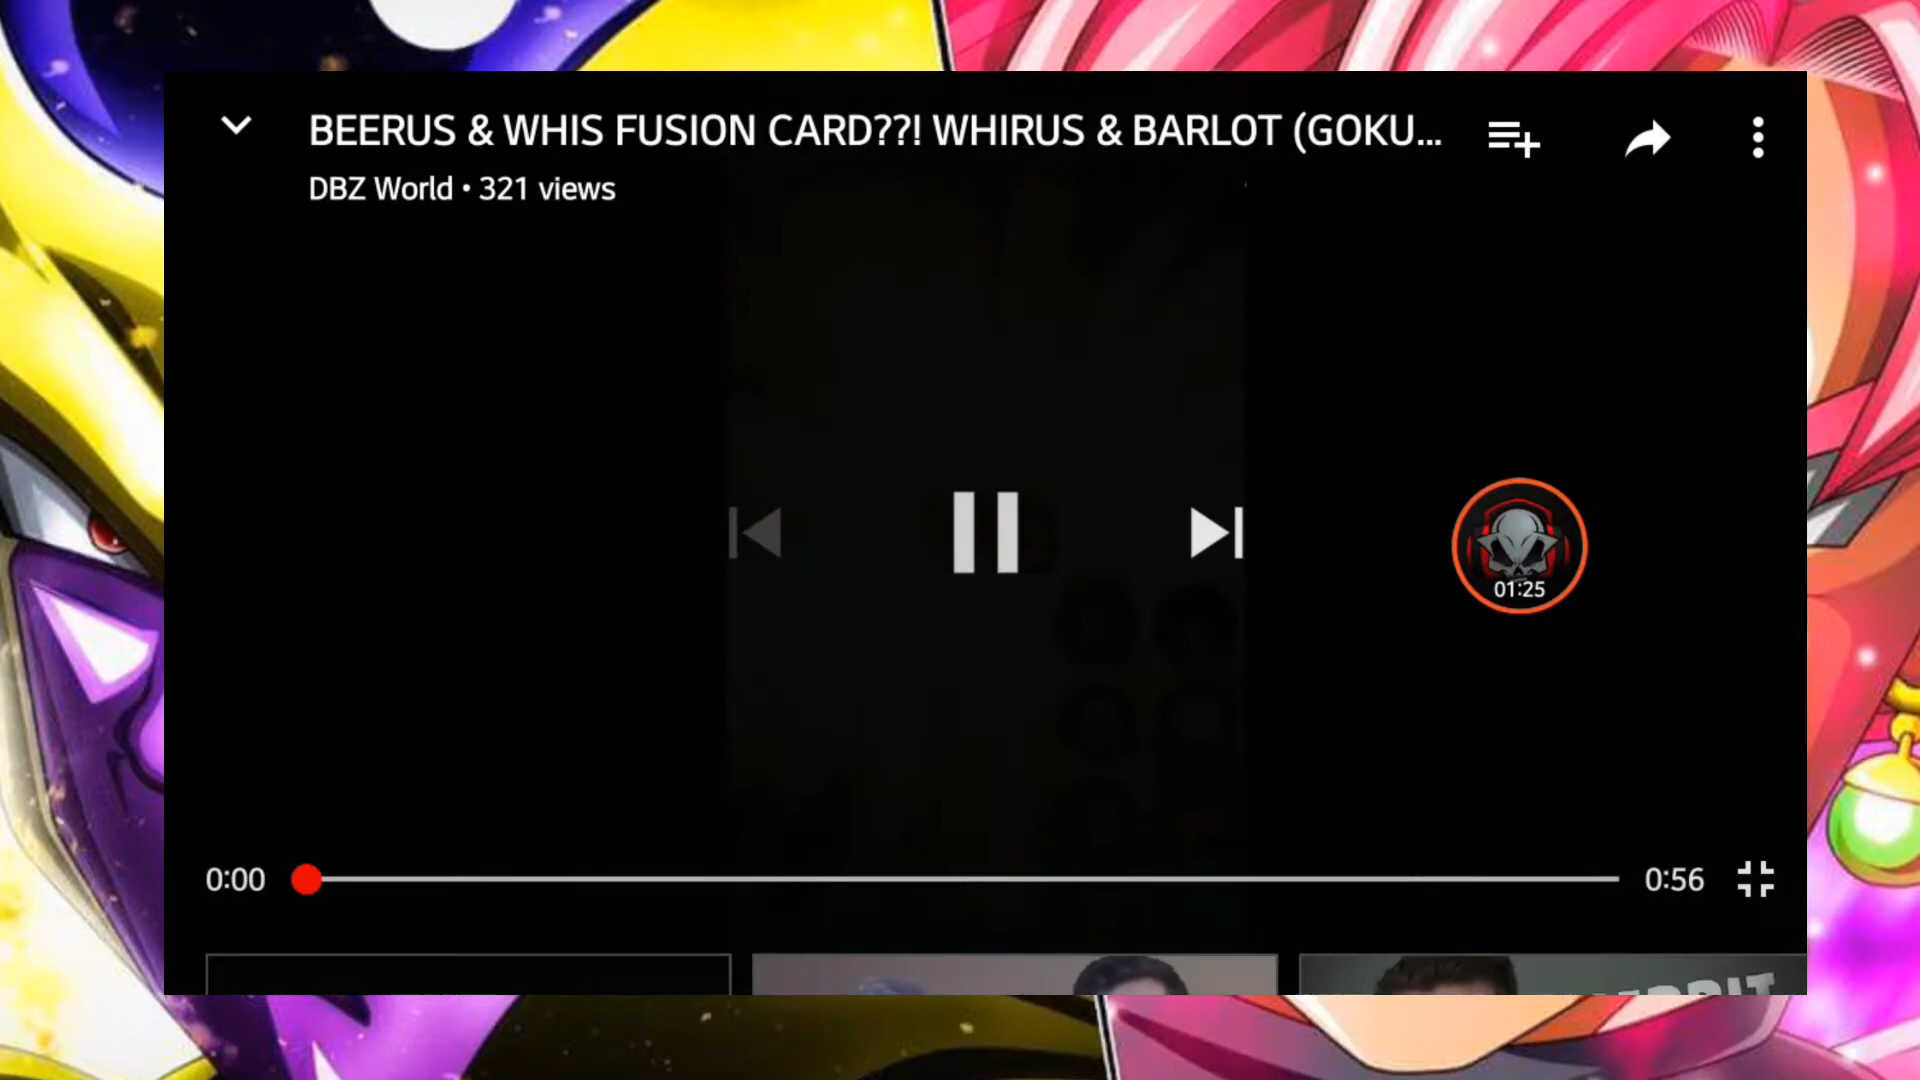 BEERUS & WHIS FUSION CARD??! WHIRUS & BARLOT (GOKU...
DBZ World • 321 views
01:25
0:00
0:56